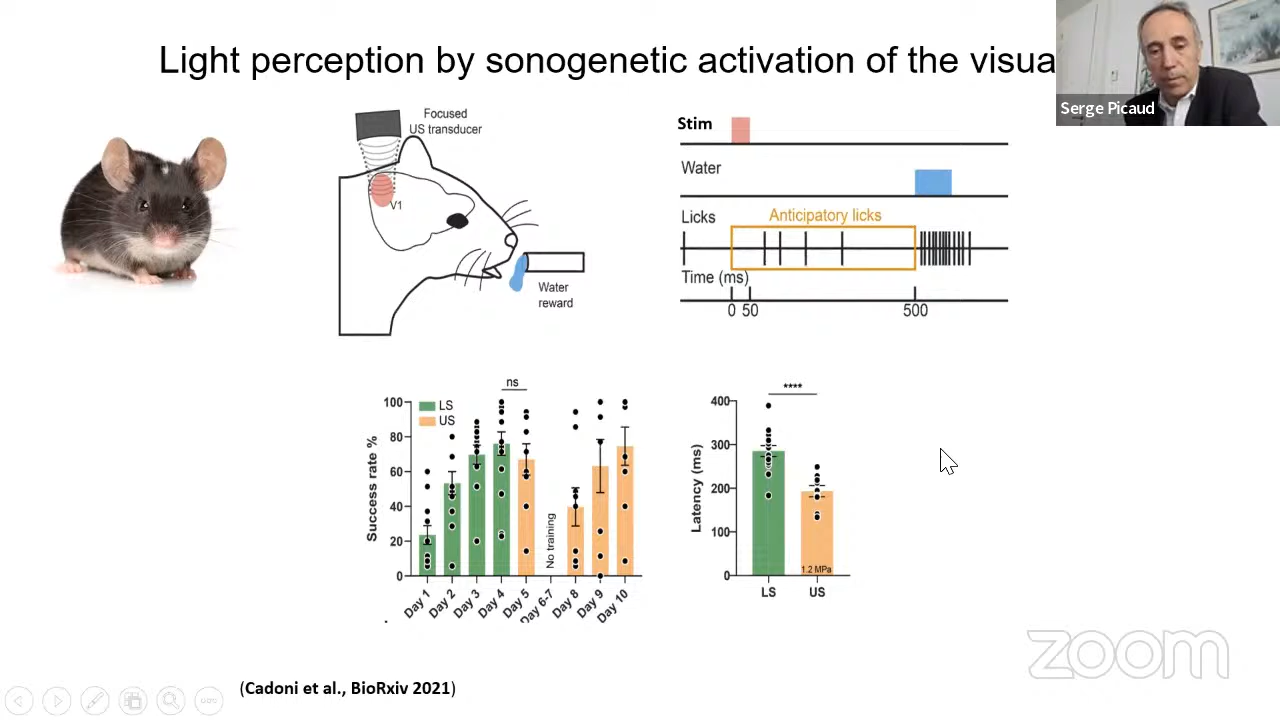 Light perception by sonogenetic activation of the visua
Serge Picaud
Focused
US transducer
V1
Water
reward
Stim
Water
Licks
Anticipatory licks
Time (ms)
0 50 500
ns
100
80
60
40
20
0
LS
US
Success rate %
No training
Day 1
Day 2
Day 3
Day 4
Day 5
Day 6-7
Day 8
Day 9
Day 10
****
400
300
200
100
0
Latency (ms)
1.2 MPa
LS US
zoom
(Cadoni et al., BioRxiv 2021)